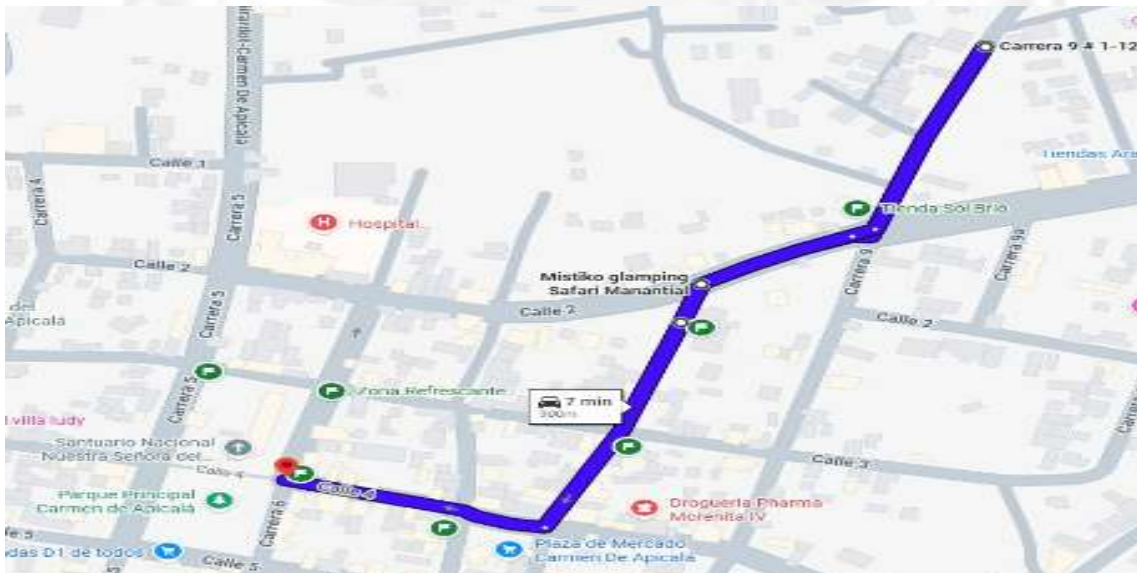 Carrera 9 # 1-12
Tiendas Ara
Calle 1
Carrera 4
Carrera 5
Hospital
Tienda Sol Brio
Carrera 9
Carrera 9a
Calle 2
Mistiko glamping
Safari Manantial
Calle 2
Calle 2
Apicalá
Carrera 5
Carrera 5
7 min
Zona Refrescante
villa ludy
Santuario Nacional
Nuestra Señora del...
Calle 4
Calle 4
Calle 3
Parque Principal
Carmen de Apicalá
Carrera 6
Drogueria Pharma
Morenita IV
Plaza de Mercado
Carmen De Apicalá
das D1 de todos
Calle 5